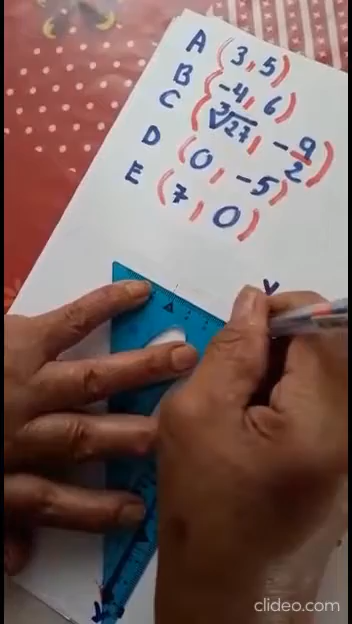 A (3, 5)
B (-4, 6)
C (∛27, -9/2)
D (0, -5)
E (7, 0)
Y
clideo.com